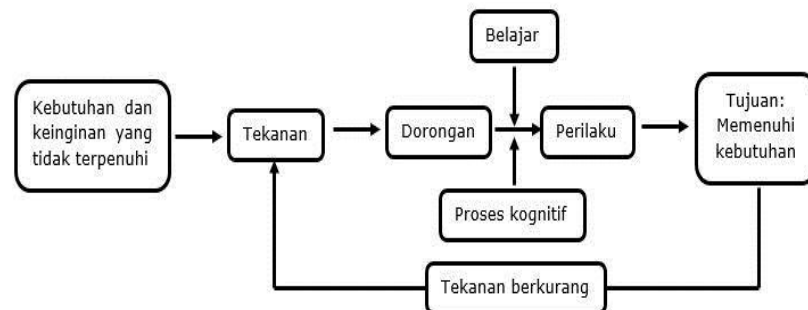 Belajar
Kebutuhan dan
keinginan yang
tidak terpenuhi
Tekanan
Dorongan
Perilaku
Tujuan:
Memenuhi
kebutuhan
Proses kognitif
Tekanan berkurang